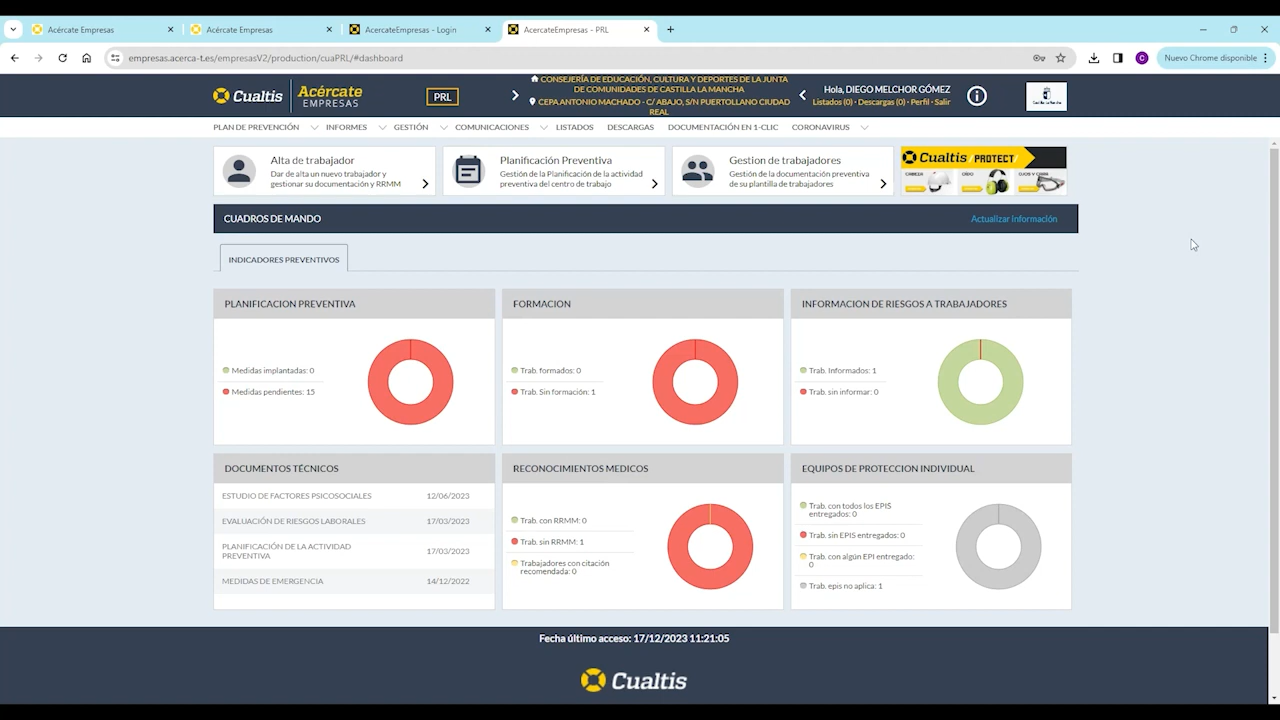 Acércate Empresas
Acércate Empresas
AcercateEmpresas - Login
AcercateEmpresas - PRL
empresas.acerca-t.es/empresasV2/production/cuaPRL/#dashboard
C
Nuevo Chrome disponible
Cualtis
Acércate
EMPRESAS
PRL
CONSEJERÍA DE EDUCACIÓN, CULTURA Y DEPORTES DE LA JUNTA
DE COMUNIDADES DE CASTILLA LA MANCHA
CEPA ANTONIO MACHADO - C/ ABAJO, S/N PUERTOLLANO CIUDAD
REAL
Hola, DIEGO MELCHOR GÓMEZ
Listados (0) · Descargas (0) · Perfil · Salir
Castilla-La Mancha
PLAN DE PREVENCIÓN
INFORMES
GESTIÓN
COMUNICACIONES
LISTADOS
DESCARGAS
DOCUMENTACIÓN EN 1-CLIC
CORONAVIRUS
Alta de trabajador
Dar de alta un nuevo trabajador y
gestionar su documentación y RRMM
Planificación Preventiva
Gestión de la Planificación de la actividad
preventiva del centro de trabajo
Gestion de trabajadores
Gestión de la documentación preventiva
de su plantilla de trabajadores
Cualtis PROTECT
CABEZA
OÍDO
OJOS Y CARA
CUADROS DE MANDO
Actualizar información
INDICADORES PREVENTIVOS
PLANIFICACION PREVENTIVA
Medidas implantadas: 0
Medidas pendientes: 15
FORMACION
Trab. formados: 0
Trab. Sin formación: 1
INFORMACION DE RIESGOS A TRABAJADORES
Trab. Informados: 1
Trab. sin informar: 0
DOCUMENTOS TÉCNICOS
ESTUDIO DE FACTORES PSICOSOCIALES 12/06/2023
EVALUACIÓN DE RIESGOS LABORALES 17/03/2023
PLANIFICACIÓN DE LA ACTIVIDAD
PREVENTIVA 17/03/2023
MEDIDAS DE EMERGENCIA 14/12/2022
RECONOCIMIENTOS MEDICOS
Trab. con RRMM: 0
Trab. sin RRMM: 1
Trabajadores con citación
recomendada: 0
EQUIPOS DE PROTECCION INDIVIDUAL
Trab, con todos los EPIS
entregados: 0
Trab. sin EPIS entregados: 0
Trab. con algún EPI entregado:
0
Trab, epis no aplica: 1
Fecha último acceso: 17/12/2023 11:21:05
Cualtis